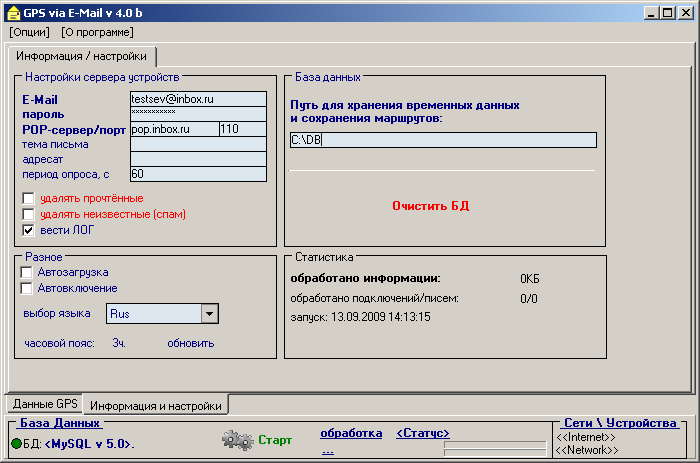 GPS via E-Mail v 4.0 b
[Опции] [О программе]
Информация / настройки
Настройки сервера устройств
E-Mail testsev@inbox.ru
пароль ***********
POP-сервер/порт pop.inbox.ru 110
тема письма
адресат
период опроса, с 60
удалять прочтённые
удалять неизвестные (спам)
вести ЛОГ
База данных
Путь для хранения временных данных
и сохранения маршрутов:
C:\DB
Очистить БД
Разное
Автозагрузка
Автовключение
выбор языка Rus
часовой пояс: 3ч. обновить
Статистика
обработано информации: 0КБ
обработано подключений/писем: 0/0
запуск: 13.09.2009 14:13:15
Данные GPS Информация и настройки
База Данных
БД: <MySQL v 5.0>.
Старт
обработка <Статус>
...
Сети \ Устройства
<<Internet>>
<<Network>>